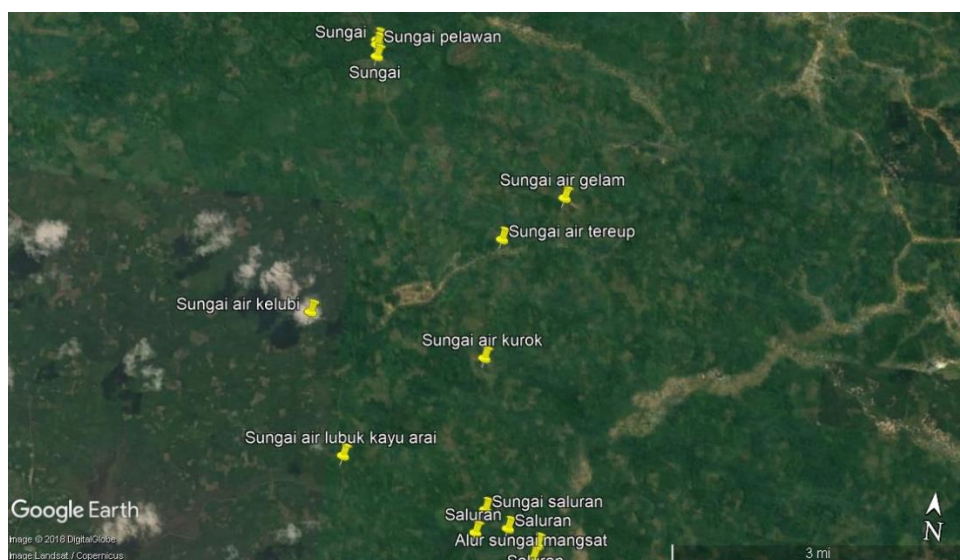 Sungai
Sungai pelawan
Sungai
Sungai air gelam
Sungai air tereup
Sungai air kelubi
Sungai air kurok
Sungai air lubuk kayu arai
Sungai saluran
Saluran
Saluran
Alur sungai mangsat
Saluran
Google Earth
Image © 2018 DigitalGlobe
Image Landsat / Copernicus
3 mi
N